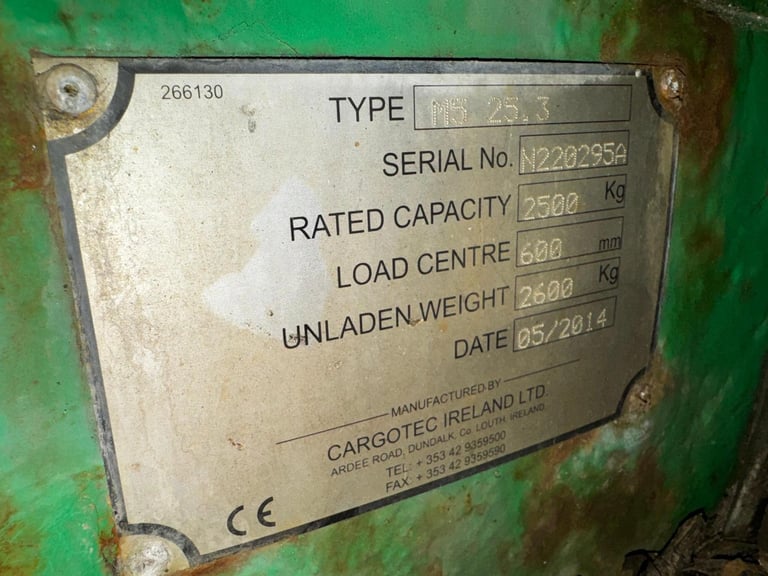 266130
TYPE M5 25.3
SERIAL No. N220295A
RATED CAPACITY 2500 Kg
LOAD CENTRE 600 mm
UNLADEN WEIGHT 2600 Kg
DATE 05/2014
MANUFACTURED BY
CARGOTEC IRELAND LTD.
ARDEE ROAD, DUNDALK, Co. LOUTH, IRELAND.
TEL: + 353 42 9359500
FAX: + 353 42 9359590
CE